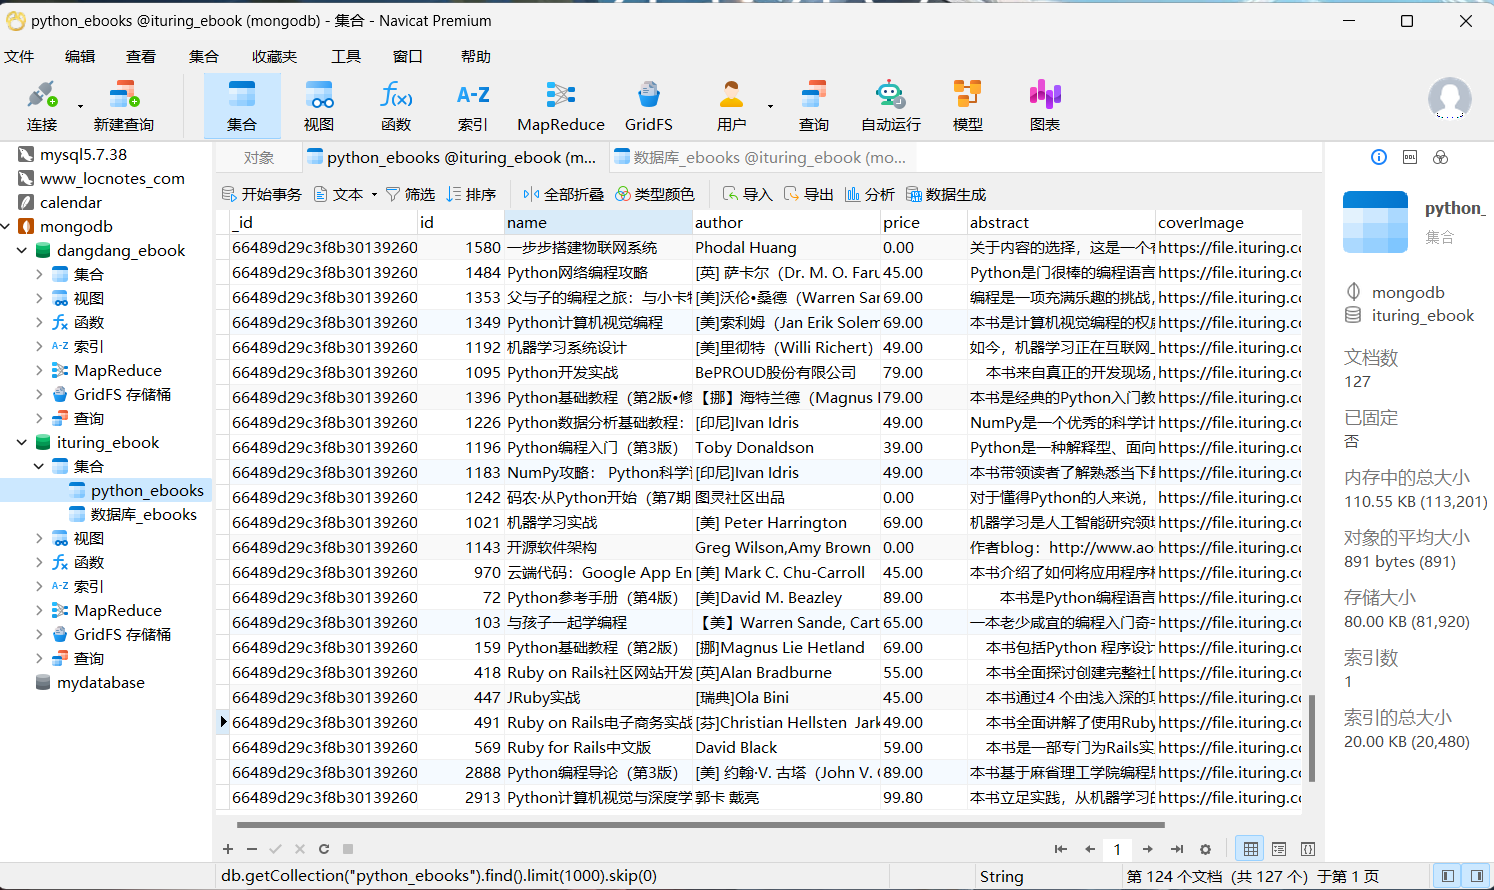 python_ebooks @ituring_ebook (mongodb) - 集合 - Navicat Premium
文件 编辑 查看 集合 收藏夹 工具 窗口 帮助
连接 新建查询 集合 视图 函数 索引 MapReduce GridFS 用户 查询 自动运行 模型 图表
mysql5.7.38
www_locnotes_com
calendar
mongodb
dangdang_ebook
集合
视图
函数
索引
MapReduce
GridFS 存储桶
查询
ituring_ebook
集合
python_ebooks
数据库_ebooks
视图
函数
索引
MapReduce
GridFS 存储桶
查询
mydatabase
对象 python_ebooks @ituring_ebook (m... 数据库_ebooks @ituring_ebook (mo...
开始事务 文本 筛选 排序 全部折叠 类型颜色 导入 导出 分析 数据生成
_id id name author price abstract coverImage
66489d29c3f8b30139260 1580 一步步搭建物联网系统 Phodal Huang 0.00 关于内容的选择，这是一个 https://file.ituring.c
66489d29c3f8b30139260 1484 Python网络编程攻略 [英] 萨卡尔（Dr. M. O. Faru 45.00 Python是门很棒的编程语言 https://file.ituring.c
66489d29c3f8b30139260 1353 父与子的编程之旅：与小卡 [美]沃伦•桑德（Warren Sar 69.00 编程是一项充满乐趣的挑战， https://file.ituring.c
66489d29c3f8b30139260 1349 Python计算机视觉编程 [美]索利姆（Jan Erik Solem 69.00 本书是计算机视觉编程的权 https://file.ituring.c
66489d29c3f8b30139260 1192 机器学习系统设计 [美]里彻特（Willi Richert） 49.00 如今，机器学习正在互联网 https://file.ituring.c
66489d29c3f8b30139260 1095 Python开发实战 BePROUD股份有限公司 79.00 本书来自真正的开发现场， https://file.ituring.c
66489d29c3f8b30139260 1396 Python基础教程（第2版•修 【挪】海特兰德（Magnus 79.00 本书是经典的Python入门教 https://file.ituring.c
66489d29c3f8b30139260 1226 Python数据分析基础教程： [印尼]Ivan Idris 49.00 NumPy是一个优秀的科学计 https://file.ituring.c
66489d29c3f8b30139260 1196 Python编程入门（第3版） Toby Donaldson 39.00 Python是一种解释型、面向 https://file.ituring.c
66489d29c3f8b30139260 1183 NumPy攻略： Python科学 [印尼]Ivan Idris 49.00 本书带领读者了解熟悉当下 https://file.ituring.c
66489d29c3f8b30139260 1242 码农·从Python开始（第7期 图灵社区出品 0.00 对于懂得Python的人来说， https://file.ituring.c
66489d29c3f8b30139260 1021 机器学习实战 [美] Peter Harrington 69.00 机器学习是人工智能研究领 https://file.ituring.c
66489d29c3f8b30139260 1143 开源软件架构 Greg Wilson,Amy Brown 0.00 作者blog：http://www.ao https://file.ituring.c
66489d29c3f8b30139260 970 云端代码：Google App En [美] Mark C. Chu-Carroll 45.00 本书介绍了如何将应用程序 https://file.ituring.c
66489d29c3f8b30139260 72 Python参考手册（第4版） [美]David M. Beazley 89.00 本书是Python编程语言 https://file.ituring.c
66489d29c3f8b30139260 103 与孩子一起学编程 【美】Warren Sande, Cart 65.00 一本老少咸宜的编程入门奇 https://file.ituring.c
66489d29c3f8b30139260 159 Python基础教程（第2版） [挪]Magnus Lie Hetland 69.00 本书包括Python 程序设 https://file.ituring.c
66489d29c3f8b30139260 418 Ruby on Rails社区网站开发 [英]Alan Bradburne 55.00 本书全面探讨创建完整社 https://file.ituring.c
66489d29c3f8b30139260 447 JRuby实战 [瑞典]Ola Bini 45.00 本书通过4 个由浅入深的 https://file.ituring.c
66489d29c3f8b30139260 491 Ruby on Rails电子商务实战 [芬]Christian Hellsten Jark 49.00 本书全面讲解了使用Ruby https://file.ituring.c
66489d29c3f8b30139260 569 Ruby for Rails中文版 David Black 59.00 本书是一部专门为Rails实 https://file.ituring.c
66489d29c3f8b30139260 2888 Python编程导论（第3版） [美] 约翰·V. 古塔（John V. 89.00 本书基于麻省理工学院编程 https://file.ituring.c
66489d29c3f8b30139260 2913 Python计算机视觉与深度学 郭卡 戴亮 99.80 本书立足实践，从机器学习的 https://file.ituring.c
1
db.getCollection("python_ebooks").find().limit(1000).skip(0) String 第 124 个文档（共 127 个）于第 1 页
DDL
python_
集合
mongodb
ituring_ebook
文档数
127
已固定
否
内存中的总大小
110.55 KB (113,201)
对象的平均大小
891 bytes (891)
存储大小
80.00 KB (81,920)
索引数
1
索引的总大小
20.00 KB (20,480)